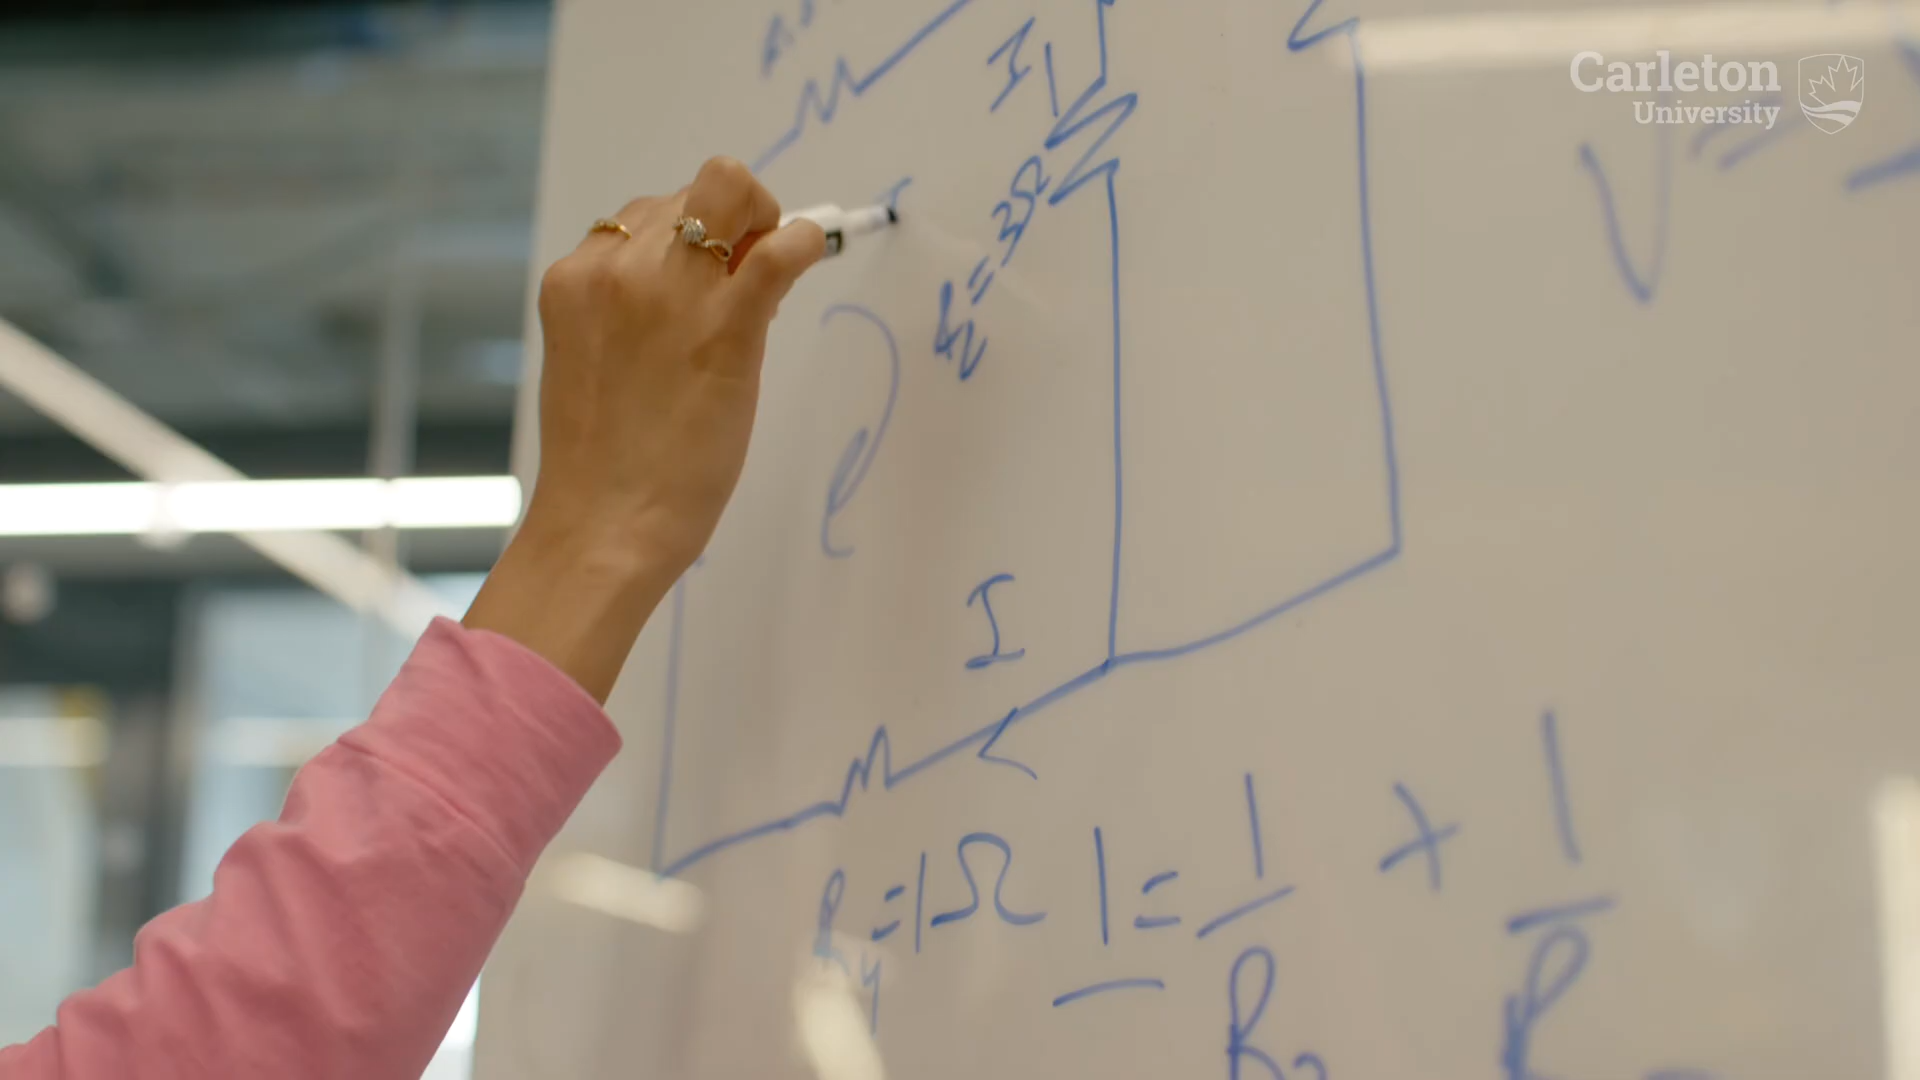 Carleton
University
I₁
V =
R₂ = 3Ω
I
R₄ = 1Ω
1 = 1 + 1
R₂ R